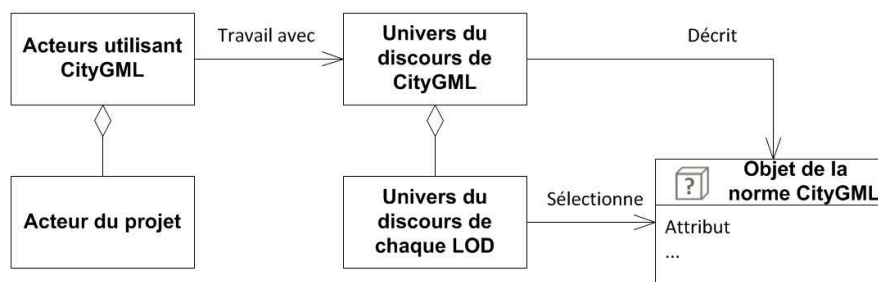 Acteurs utilisant
CityGML
Travail avec
Univers du
discours de
CityGML
Décrit
Acteur du projet
Univers du
discours de
chaque LOD
Sélectionne
?
Objet de la
norme CityGML
Attribut
...